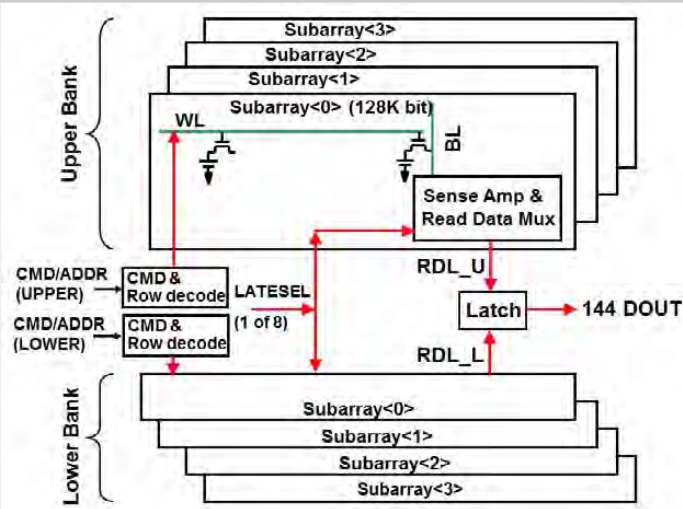 Subarray<3>
Subarray<2>
Subarray<1>
Subarray<0> (128K bit)
Upper Bank
WL
BL
Sense Amp &
Read Data Mux
RDL_U
CMD/ADDR
(UPPER)
CMD &
Row decode
LATESEL
(1 of 8)
Latch
144 DOUT
CMD/ADDR
(LOWER)
CMD &
Row decode
RDL_L
Lower Bank
Subarray<0>
Subarray<1>
Subarray<2>
Subarray<3>